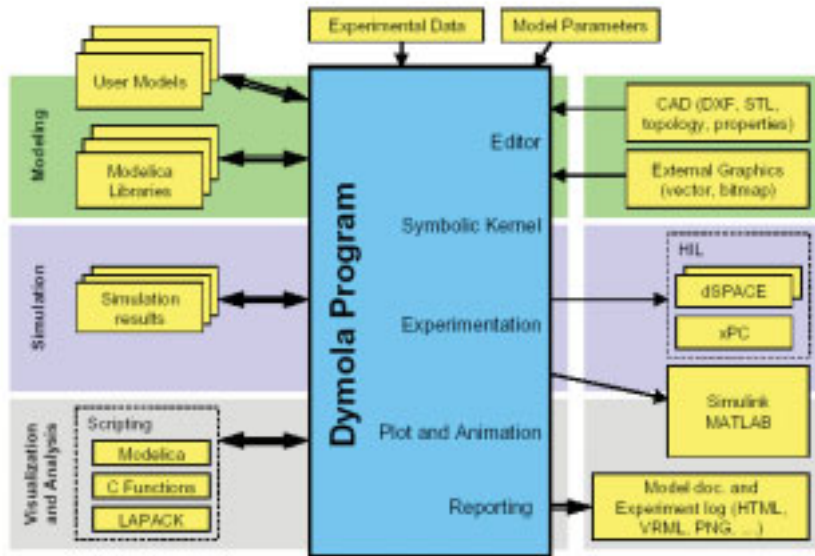 Experimental Data
Model Parameters
User Models
Modelica
Libraries
Modeling
Editor
CAD (DXF, STL,
topology, properties)
External Graphics
(vector, bitmap)
Symbolic Kernel
Dymola Program
Simulation
Simulation
results
Experimentation
HIL
dSPACE
xPC
Simulink
MATLAB
Visualization
and Analysis
Scripting
Modelica
C Functions
LAPACK
Plot and Animation
Reporting
Model doc. and
Experiment log (HTML,
VRML, PNG, ...)